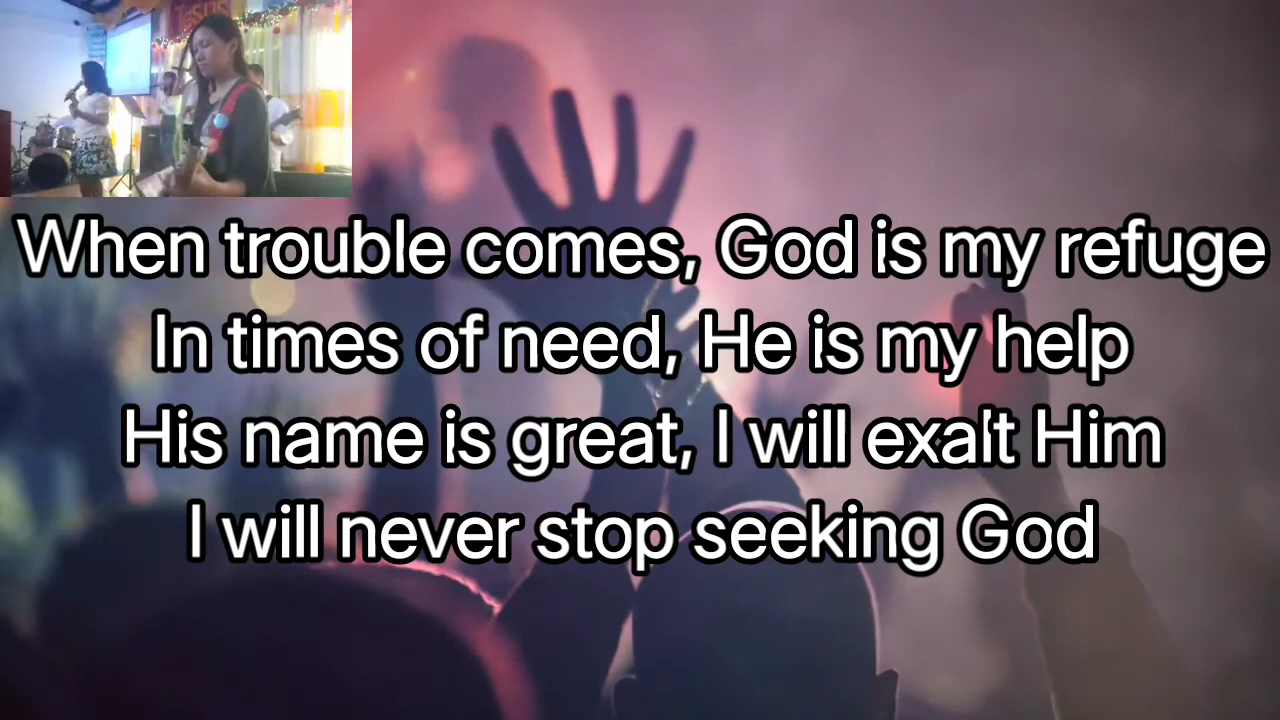 Jesus
When trouble comes, God is my refuge
In times of need, He is my help
His name is great, I will exalt Him
I will never stop seeking God